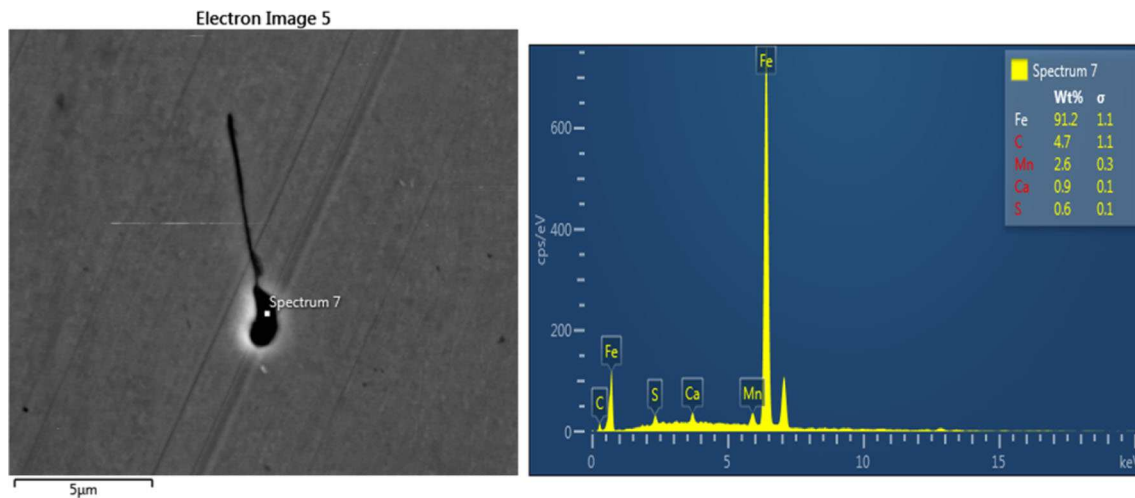 Electron Image 5
Spectrum 7
5μm
cps/eV
600
400
200
0
Fe
Fe
C
S
Ca
Mn
0
5
10
15
Spectrum 7
Wt% σ
Fe 91.2 1.1
C 4.7 1.1
Mn 2.6 0.3
Ca 0.9 0.1
S 0.6 0.1